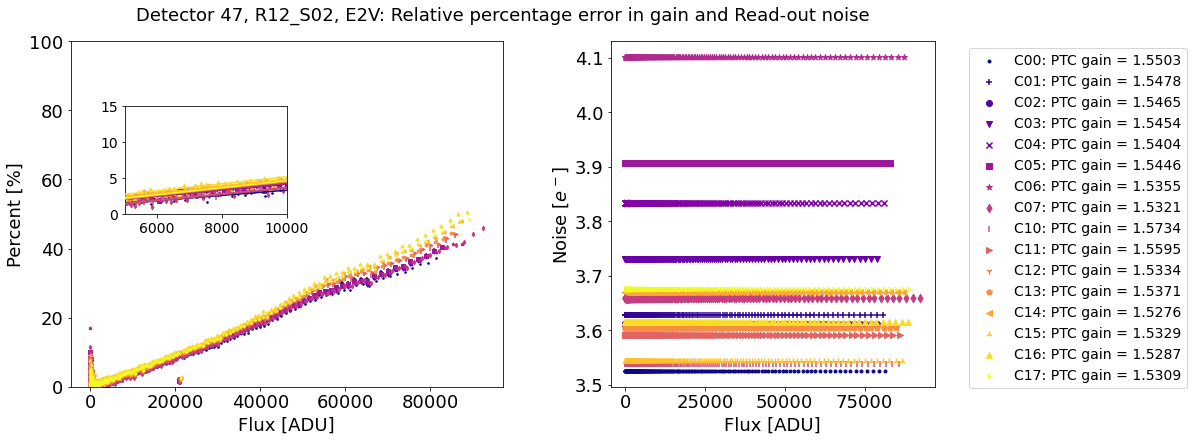 Detector 47, R12_S02, E2V: Relative percentage error in gain and Read-out noise
100
80
60
40
20
0
Percent [%]
15
10
5
0
6000 8000 10000
0 20000 40000 60000 80000
Flux [ADU]
4.1
4.0
3.9
3.8
3.7
3.6
3.5
Noise [e⁻]
0 25000 50000 75000
Flux [ADU]
C00: PTC gain = 1.5503
C01: PTC gain = 1.5478
C02: PTC gain = 1.5465
C03: PTC gain = 1.5454
C04: PTC gain = 1.5404
C05: PTC gain = 1.5446
C06: PTC gain = 1.5355
C07: PTC gain = 1.5321
C10: PTC gain = 1.5734
C11: PTC gain = 1.5595
C12: PTC gain = 1.5334
C13: PTC gain = 1.5371
C14: PTC gain = 1.5276
C15: PTC gain = 1.5329
C16: PTC gain = 1.5287
C17: PTC gain = 1.5309